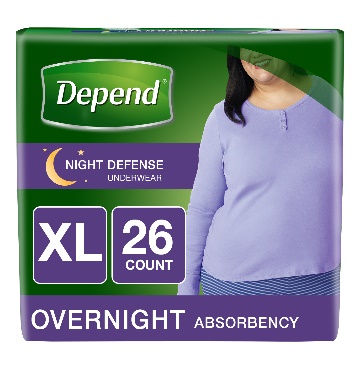 Depend
NIGHT DEFENSE
UNDERWEAR
XL
26
COUNT
OVERNIGHT ABSORBENCY